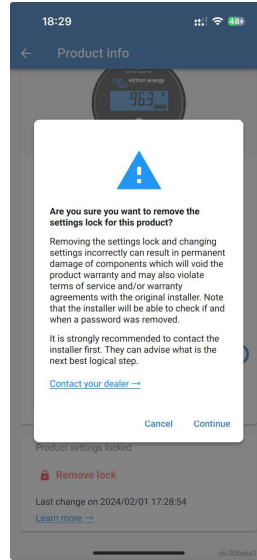 18:29
48
Product info
victron energy
96.3 %
Are you sure you want to remove the
settings lock for this product?
Removing the settings lock and changing
settings incorrectly can result in permanent
damage of components which will void the
product warranty and may also violate
terms of service and/or warranty
agreements with the original installer. Note
that the installer will be able to check if and
when a password was removed.
It is strongly recommended to contact the
installer first. They can advise what is the
next best logical step.
Contact your dealer →
Cancel Continue
Product settings locked
Remove lock
Last change on 2024/02/01 17:28:54
Learn more →
v6.00beta1